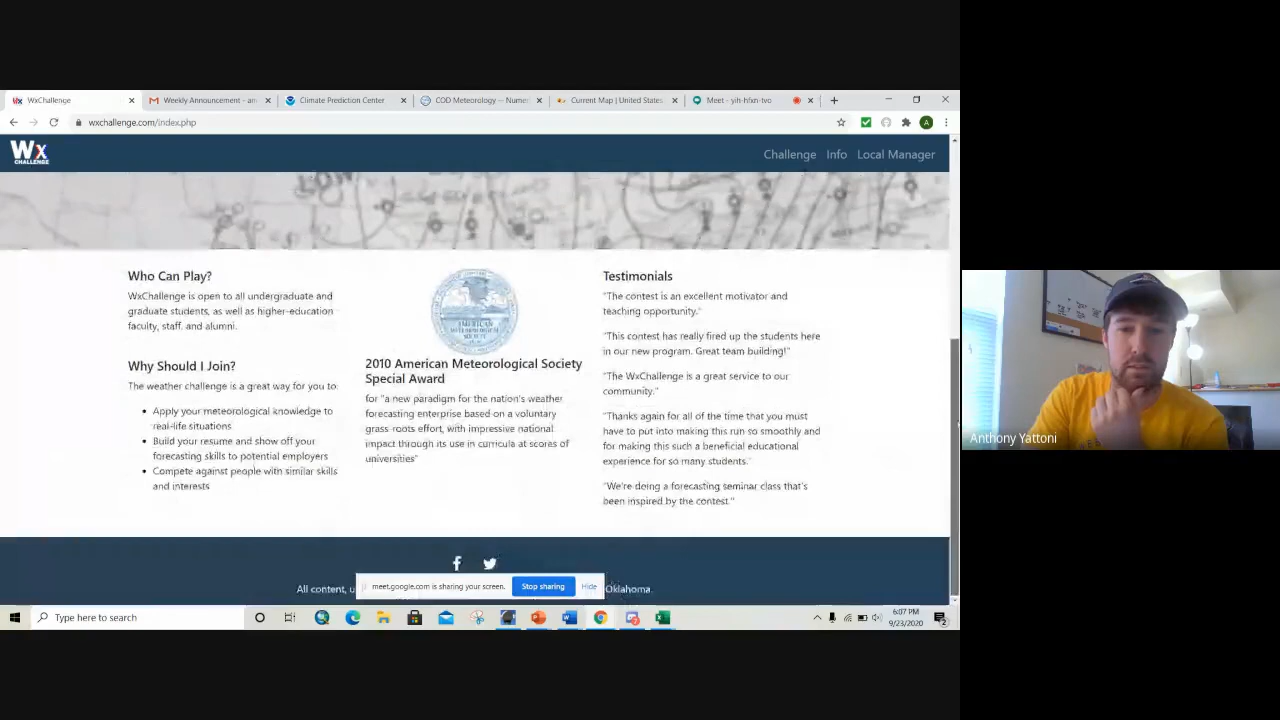 WxChallenge
Weekly Announcement - an
Climate Prediction Center
COD Meteorology -- Numer
Current Map | United States
Meet - yih-hfxn-tvo
wxchallenge.com/index.php
A
Wx
CHALLENGE
Challenge Info Local Manager
LOW
Who Can Play?
WxChallenge is open to all undergraduate and
graduate students, as well as higher-education
faculty, staff, and alumni.
Why Should I Join?
The weather challenge is a great way for you to:
Apply your meteorological knowledge to
real-life situations
Build your resume and show off your
forecasting skills to potential employers
Compete against people with similar skills
and interests
AMERICAN
METEOROLOGICAL
SOCIETY
2010 American Meteorological Society
Special Award
for "a new paradigm for the nation's weather
forecasting enterprise based on a voluntary
grass-roots effort, with impressive national
impact through its use in curricula at scores of
universities"
Testimonials
"The contest is an excellent motivator and
teaching opportunity."
"This contest has really fired up the students here
in our new program. Great team building!"
"The WxChallenge is a great service to our
community."
"Thanks again for all of the time that you must
have to put into making this run so smoothly and
for making this such a beneficial educational
experience for so many students."
"We're doing a forecasting seminar class that's
been inspired by the contest."
All content, u
Oklahoma.
meet.google.com is sharing your screen.
Stop sharing
Hide
Type here to search
6:07 PM
9/23/2020
2
Anthony Yattoni